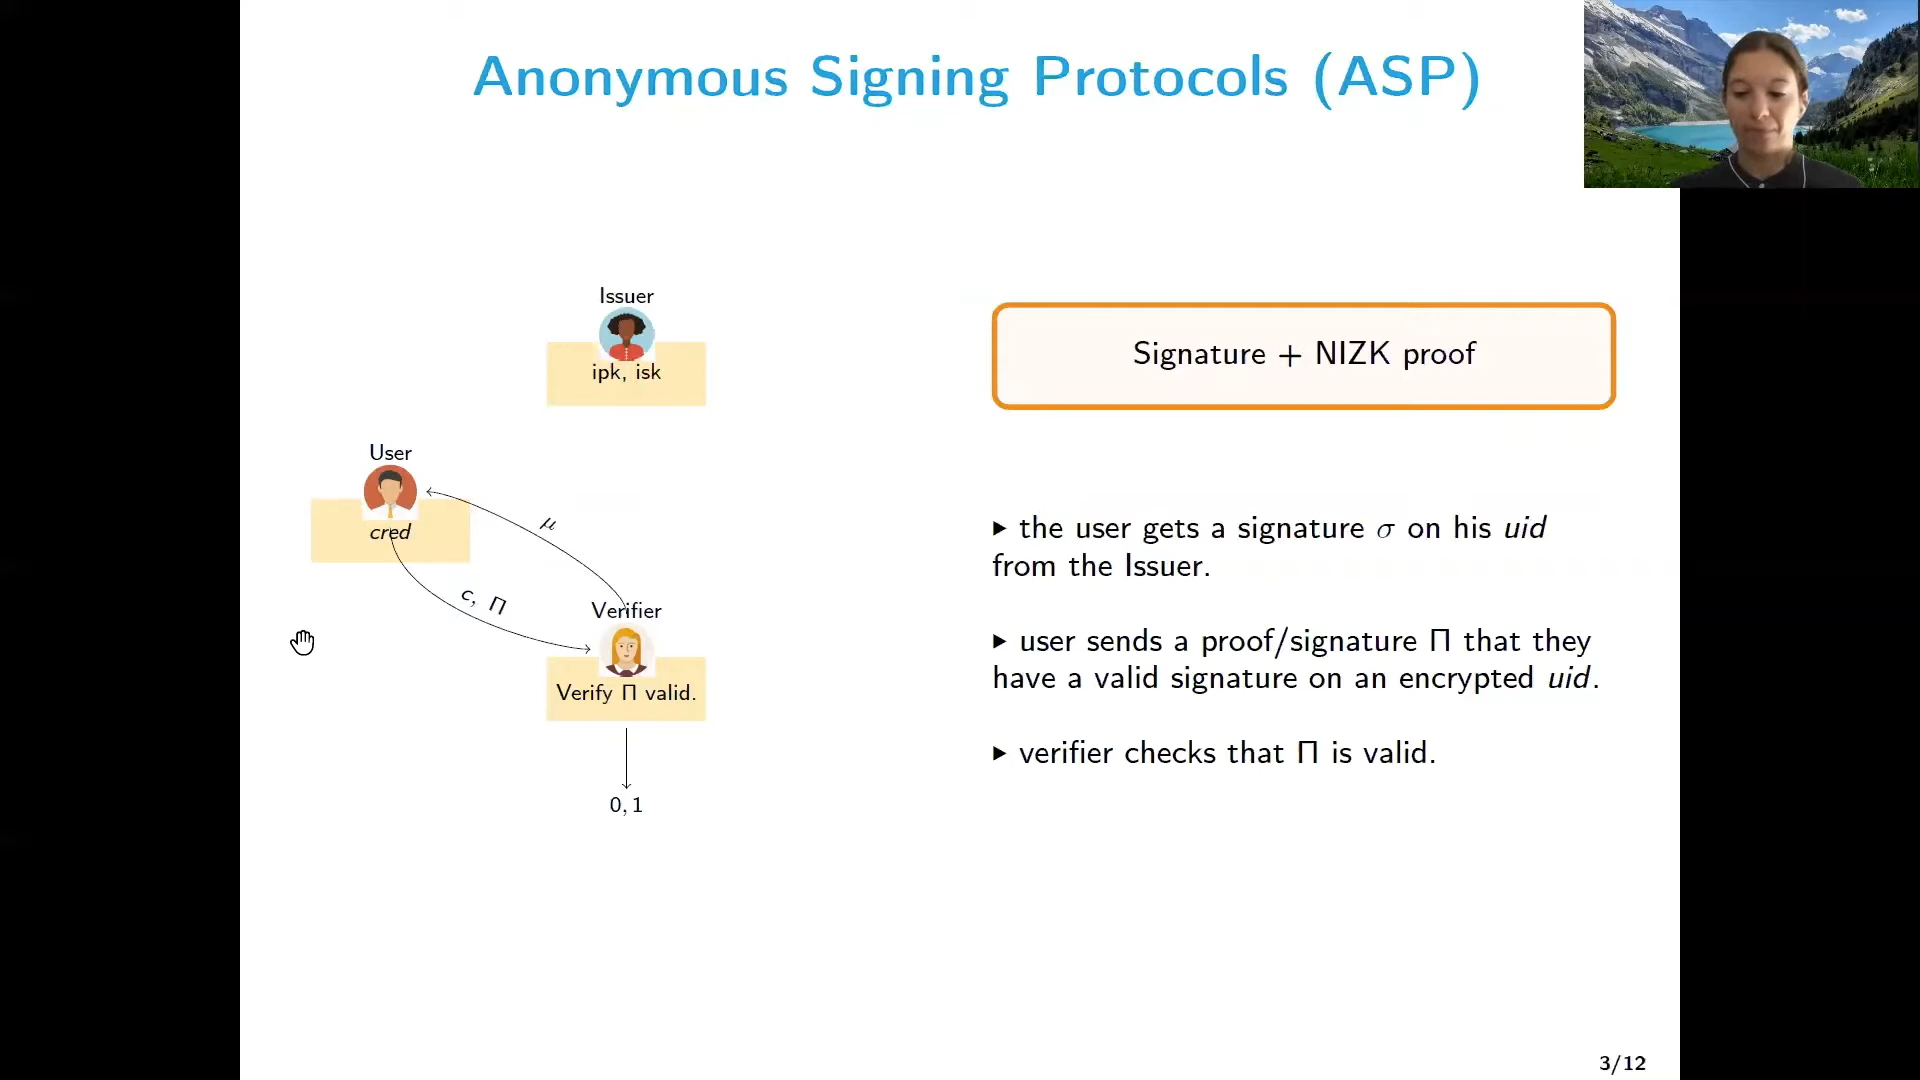 Anonymous Signing Protocols (ASP)
Issuer
ipk, isk
User
cred
μ
c, Π
Verifier
Verify Π valid.
0, 1
Signature + NIZK proof
▶ the user gets a signature σ on his uid
from the Issuer.
▶ user sends a proof/signature Π that they
have a valid signature on an encrypted uid.
▶ verifier checks that Π is valid.
3/12